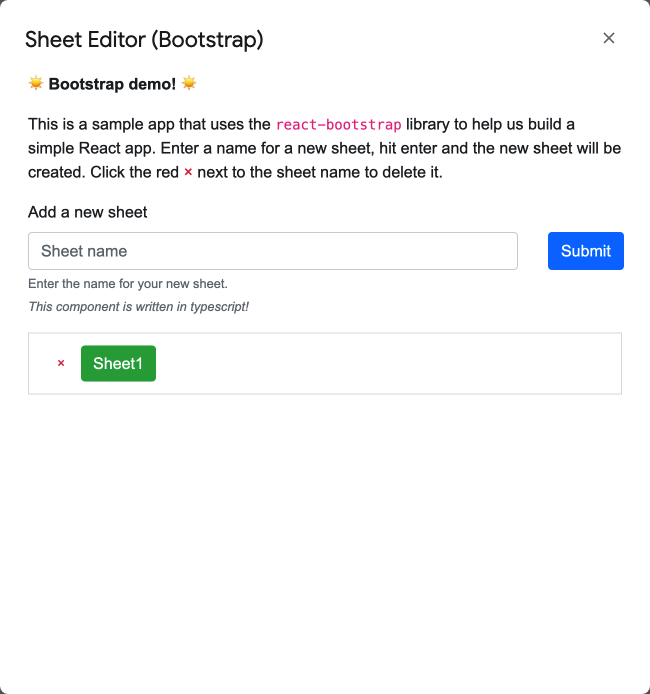 Sheet Editor (Bootstrap) ×
☀️ Bootstrap demo! ☀️
This is a sample app that uses the react-bootstrap library to help us build a
simple React app. Enter a name for a new sheet, hit enter and the new sheet will be
created. Click the red × next to the sheet name to delete it.
Add a new sheet
Sheet name Submit
Enter the name for your new sheet.
This component is written in typescript!
× Sheet1